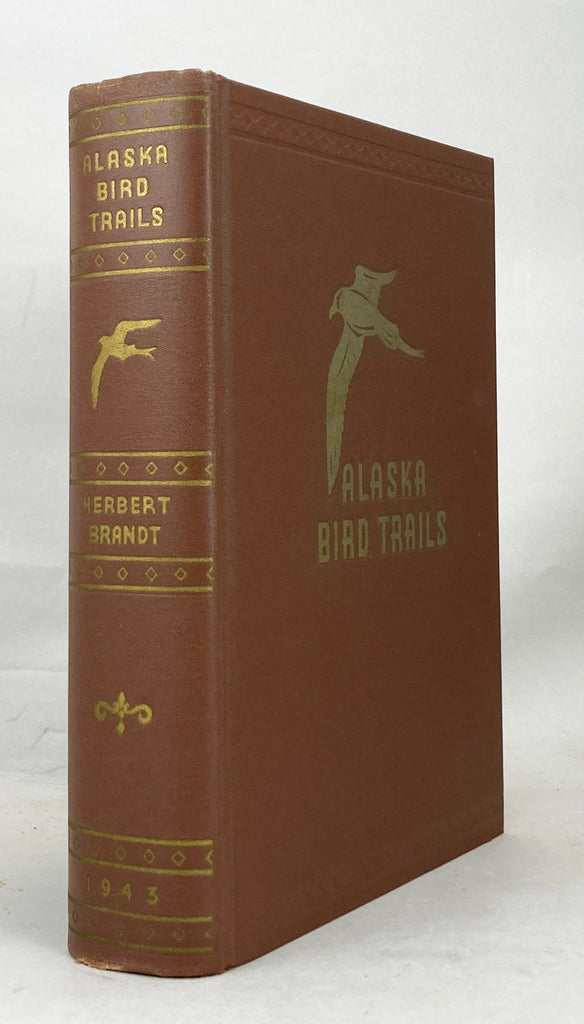 ALASKA
BIRD
TRAILS
HERBERT
BRANDT
1943
ALASKA
BIRD TRAILS